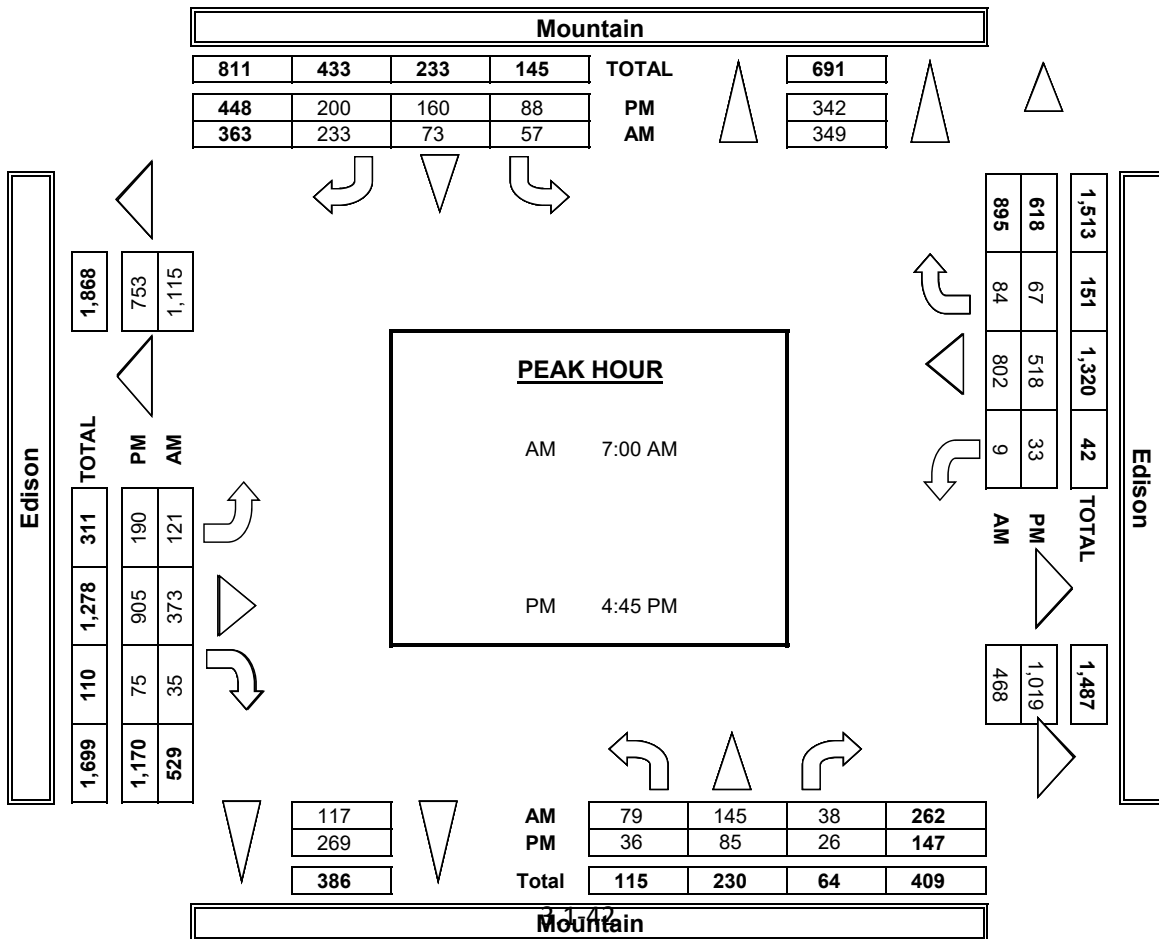 Mountain
811 433 233 145 TOTAL 691
448 200 160 88 PM 342
363 233 73 57 AM 349
Edison
1,868
753
1,115
TOTAL
PM
AM
311 1,278 110 1,699
190 905 75 1,170
121 373 35 529
PEAK HOUR
AM 7:00 AM
PM 4:45 PM
1,513 151 1,320 42 TOTAL 1,487
618 67 518 33 PM 1,019
895 84 802 9 AM 468
Edison
117 AM 79 145 38 262
269 PM 36 85 26 147
386 Total 115 230 64 409
Mountain
3.1-42